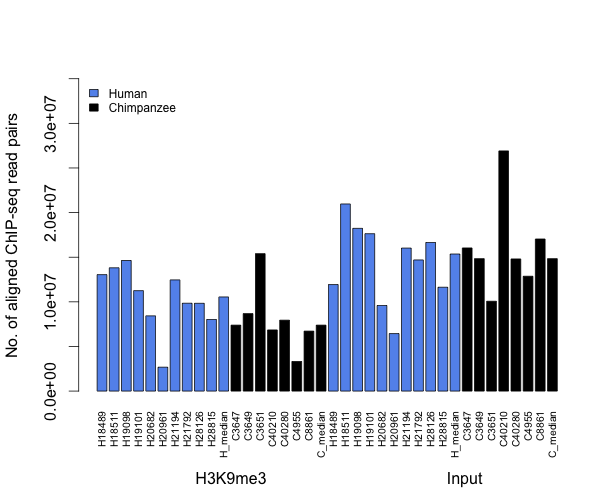 Human
Chimpanzee
No. of aligned ChIP-seq read pairs
3.0e+07
2.0e+07
1.0e+07
0.0e+00
H18489 H18511 H19098 H19101 H20682 H20961 H21194 H21792 H28126 H28815 H_median C3647 C3649 C3651 C40210 C40280 C4955 C8861 C_median H18489 H18511 H19098 H19101 H20682 H20961 H21194 H21792 H28126 H28815 H_median C3647 C3649 C3651 C40210 C40280 C4955 C8861 C_median
H3K9me3 Input